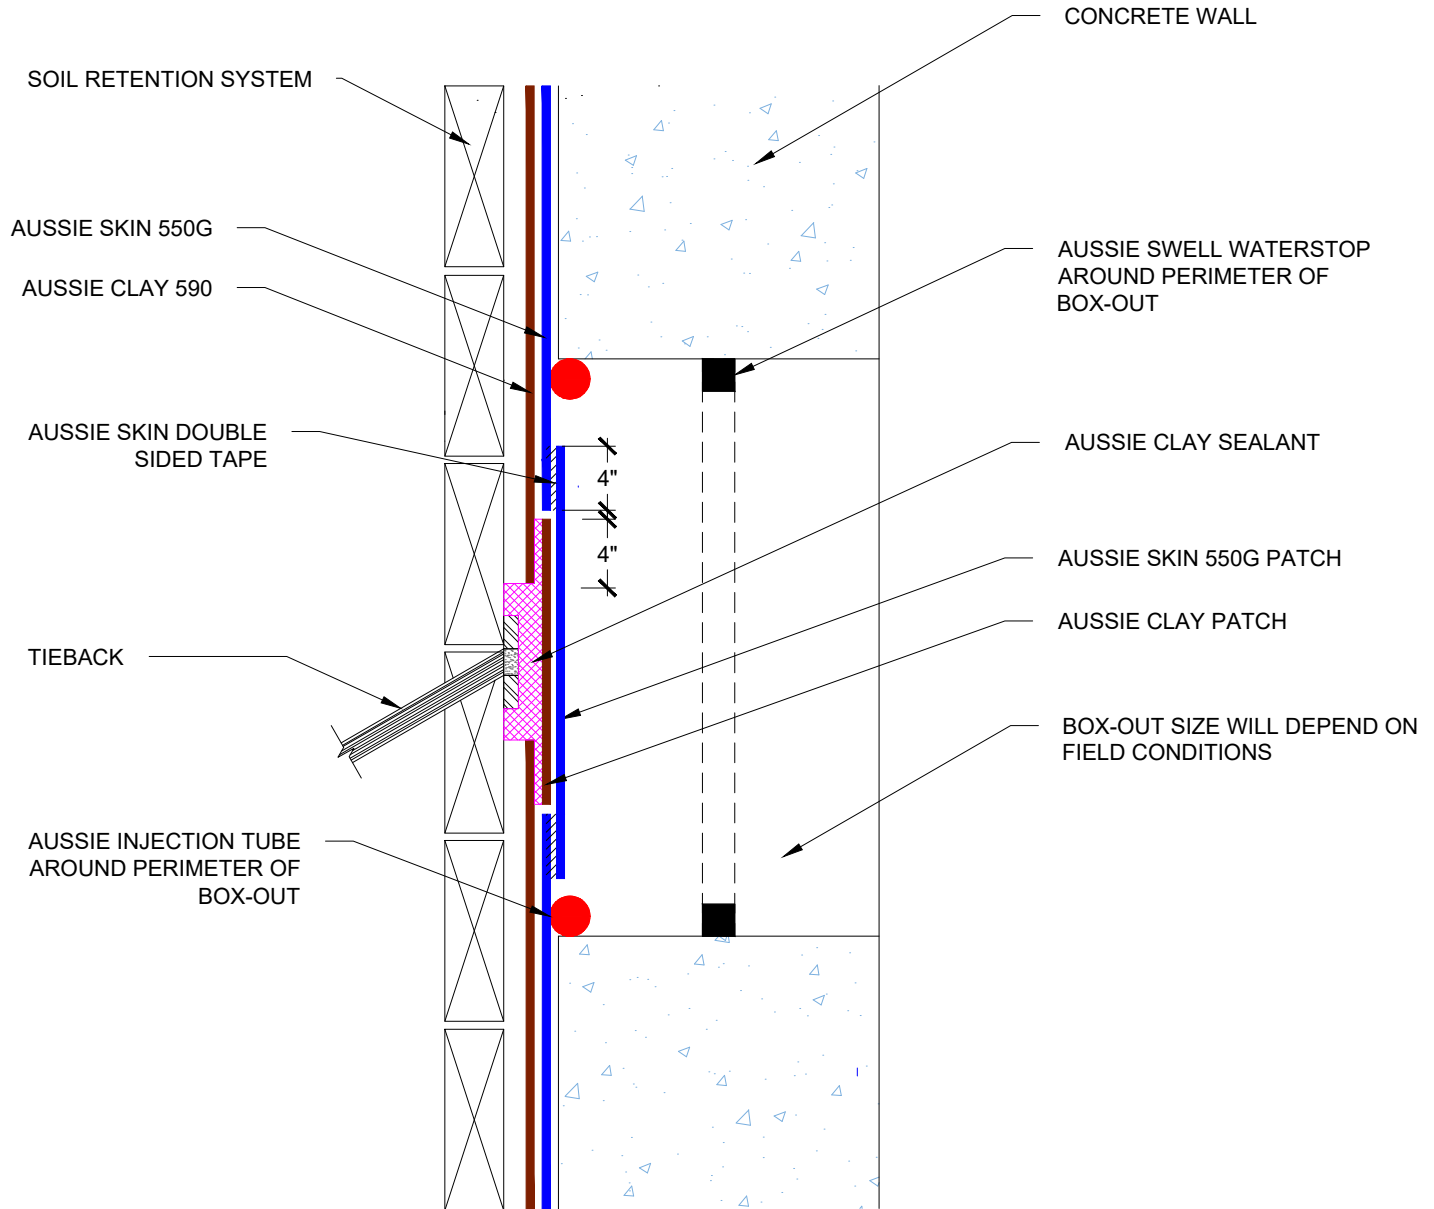 CONCRETE WALL
SOIL RETENTION SYSTEM
AUSSIE SKIN 550G
AUSSIE SWELL WATERSTOP
AROUND PERIMETER OF
BOX-OUT
AUSSIE CLAY 590
AUSSIE SKIN DOUBLE
SIDED TAPE
AUSSIE CLAY SEALANT
4"
4"
AUSSIE SKIN 550G PATCH
AUSSIE CLAY PATCH
TIEBACK
BOX-OUT SIZE WILL DEPEND ON
FIELD CONDITIONS
AUSSIE INJECTION TUBE
AROUND PERIMETER OF
BOX-OUT